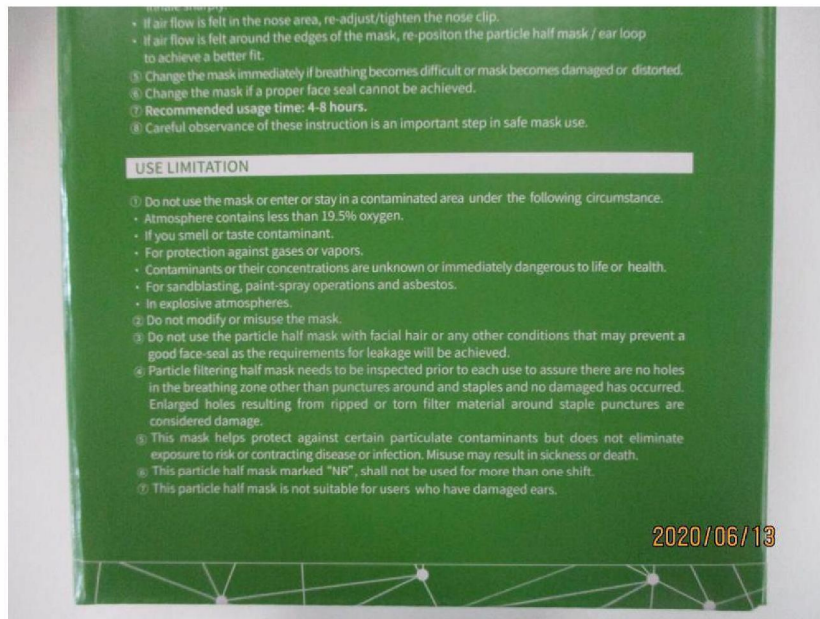 • If air flow is felt in the nose area, re-adjust/tighten the nose clip.
• If air flow is felt around the edges of the mask, re-positon the particle half mask / ear loop
to achieve a better fit.
⑤ Change the mask immediately if breathing becomes difficult or mask becomes damaged or distorted.
⑥ Change the mask if a proper face seal cannot be achieved.
⑦ Recommended usage time: 4-8 hours.
⑧ Careful observance of these instruction is an important step in safe mask use.
USE LIMITATION
① Do not use the mask or enter or stay in a contaminated area under the following circumstance.
• Atmosphere contains less than 19.5% oxygen.
• If you smell or taste contaminant.
• For protection against gases or vapors.
• Contaminants or their concentrations are unknown or immediately dangerous to life or health.
• For sandblasting, paint-spray operations and asbestos.
• In explosive atmospheres.
② Do not modify or misuse the mask.
③ Do not use the particle half mask with facial hair or any other conditions that may prevent a
good face-seal as the requirements for leakage will be achieved.
④ Particle filtering half mask needs to be inspected prior to each use to assure there are no holes
in the breathing zone other than punctures around and staples and no damaged has occurred.
Enlarged holes resulting from ripped or torn filter material around staple punctures are
considered damage.
⑤ This mask helps protect against certain particulate contaminants but does not eliminate
exposure to risk or contracting disease or infection. Misuse may result in sickness or death.
⑥ This particle half mask marked “NR”, shall not be used for more than one shift.
⑦ This particle half mask is not suitable for users who have damaged ears.
2020/06/13